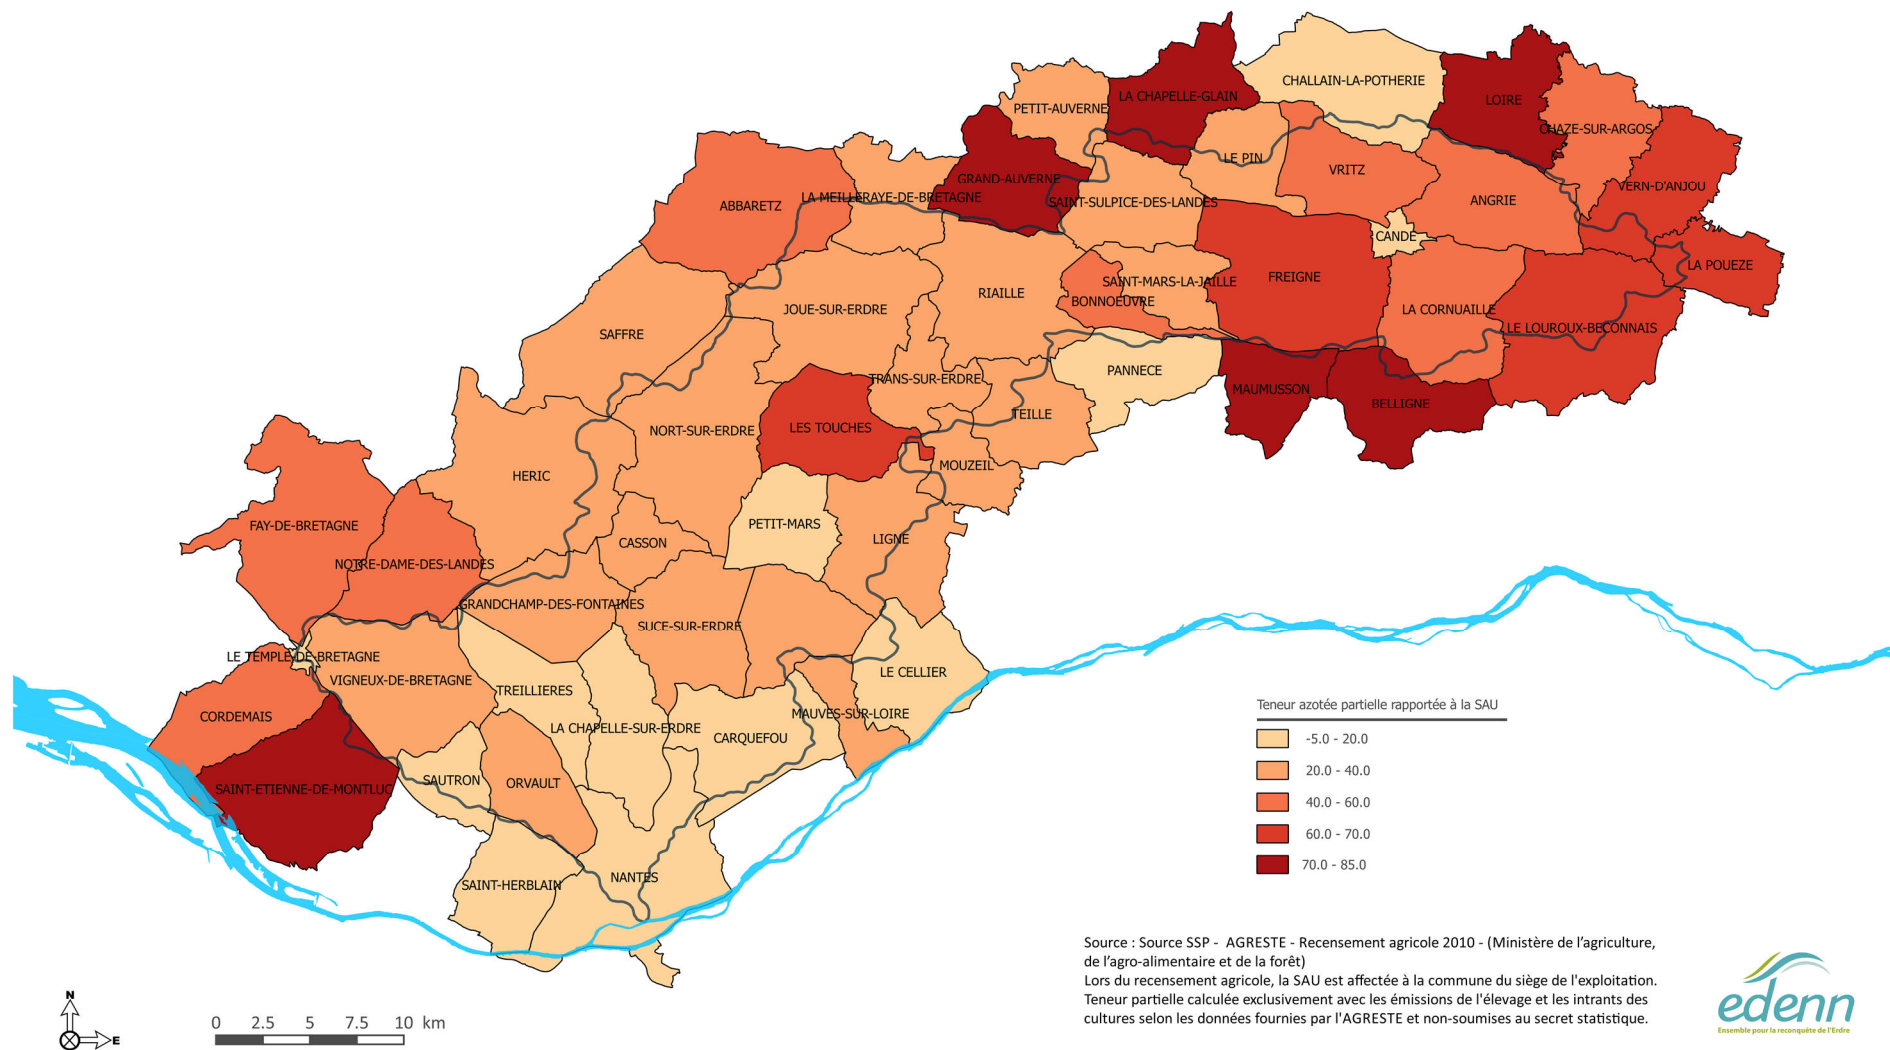 CHALLAIN-LA-POTHERIE
LA CHAPELLE-GLAIN
LOIRE
PETIT-AUVERNE
CHAZE-SUR-ARGOS
LE PIN
VRITZ
GRAND-AUVERNE
VERN-D'ANJOU
LA MEILLERAYE-DE-BRETAGNE
ABBARETZ
SAINT-SULPICE-DES-LANDES
ANGRIE
CANDE
LA POUEZE
FREIGNE
SAINT-MARS-LA-JAILLE
RIAILLE
BONNOEUVRE
JOUE-SUR-ERDRE
LA CORNUAILLE
SAFFRE
LE LOUROUX-BECONNAIS
PANNECE
TRANS-SUR-ERDRE
MAUMUSSON
BELLIGNE
TEILLE
LES TOUCHES
NORT-SUR-ERDRE
MOUZEIL
HERIC
PETIT-MARS
FAY-DE-BRETAGNE
LIGNE
CASSON
NOTRE-DAME-DES-LANDES
GRANDCHAMP-DES-FONTAINES
SUCE-SUR-ERDRE
LE TEMPLE-DE-BRETAGNE
LE CELLIER
VIGNEUX-DE-BRETAGNE
TREILLIERES
CORDEMAIS
MAUVES-SUR-LOIRE
LA CHAPELLE-SUR-ERDRE
CARQUEFOU
SAUTRON
ORVAULT
SAINT-ETIENNE-DE-MONTLUC
NANTES
SAINT-HERBLAIN
Teneur azotée partielle rapportée à la SAU
-5.0 - 20.0
20.0 - 40.0
40.0 - 60.0
60.0 - 70.0
70.0 - 85.0
Source : Source SSP - AGRESTE - Recensement agricole 2010 - (Ministère de l'agriculture,
de l'agro-alimentaire et de la forêt)
Lors du recensement agricole, la SAU est affectée à la commune du siège de l'exploitation.
Teneur partielle calculée exclusivement avec les émissions de l'élevage et les intrants des
cultures selon les données fournies par l'AGRESTE et non-soumises au secret statistique.
edenn
Ensemble pour la reconquête de l'Erdre
N
E
0 2.5 5 7.5 10 km